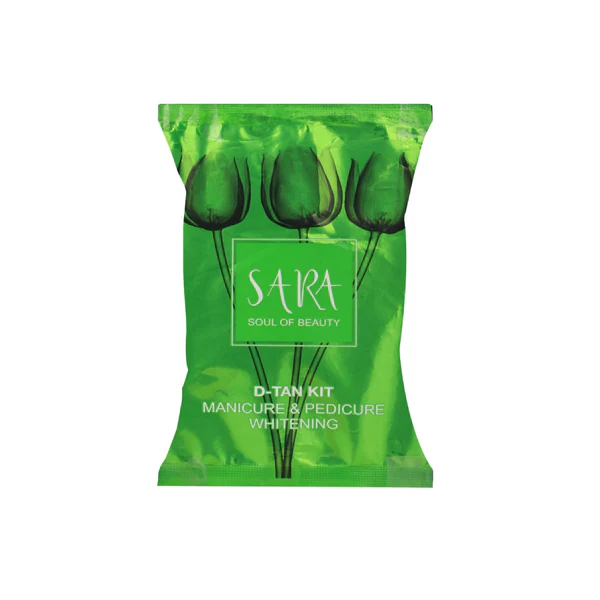 SARA
SOUL OF BEAUTY
D-TAN KIT
MANICURE & PEDICURE
WHITENING